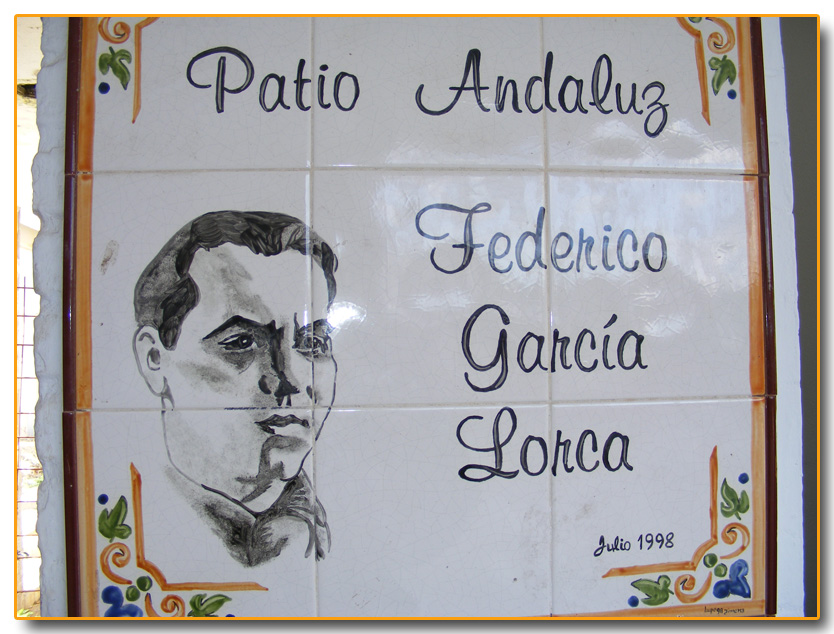 Patio Andaluz
Federico
García
Lorca
Julio 1998